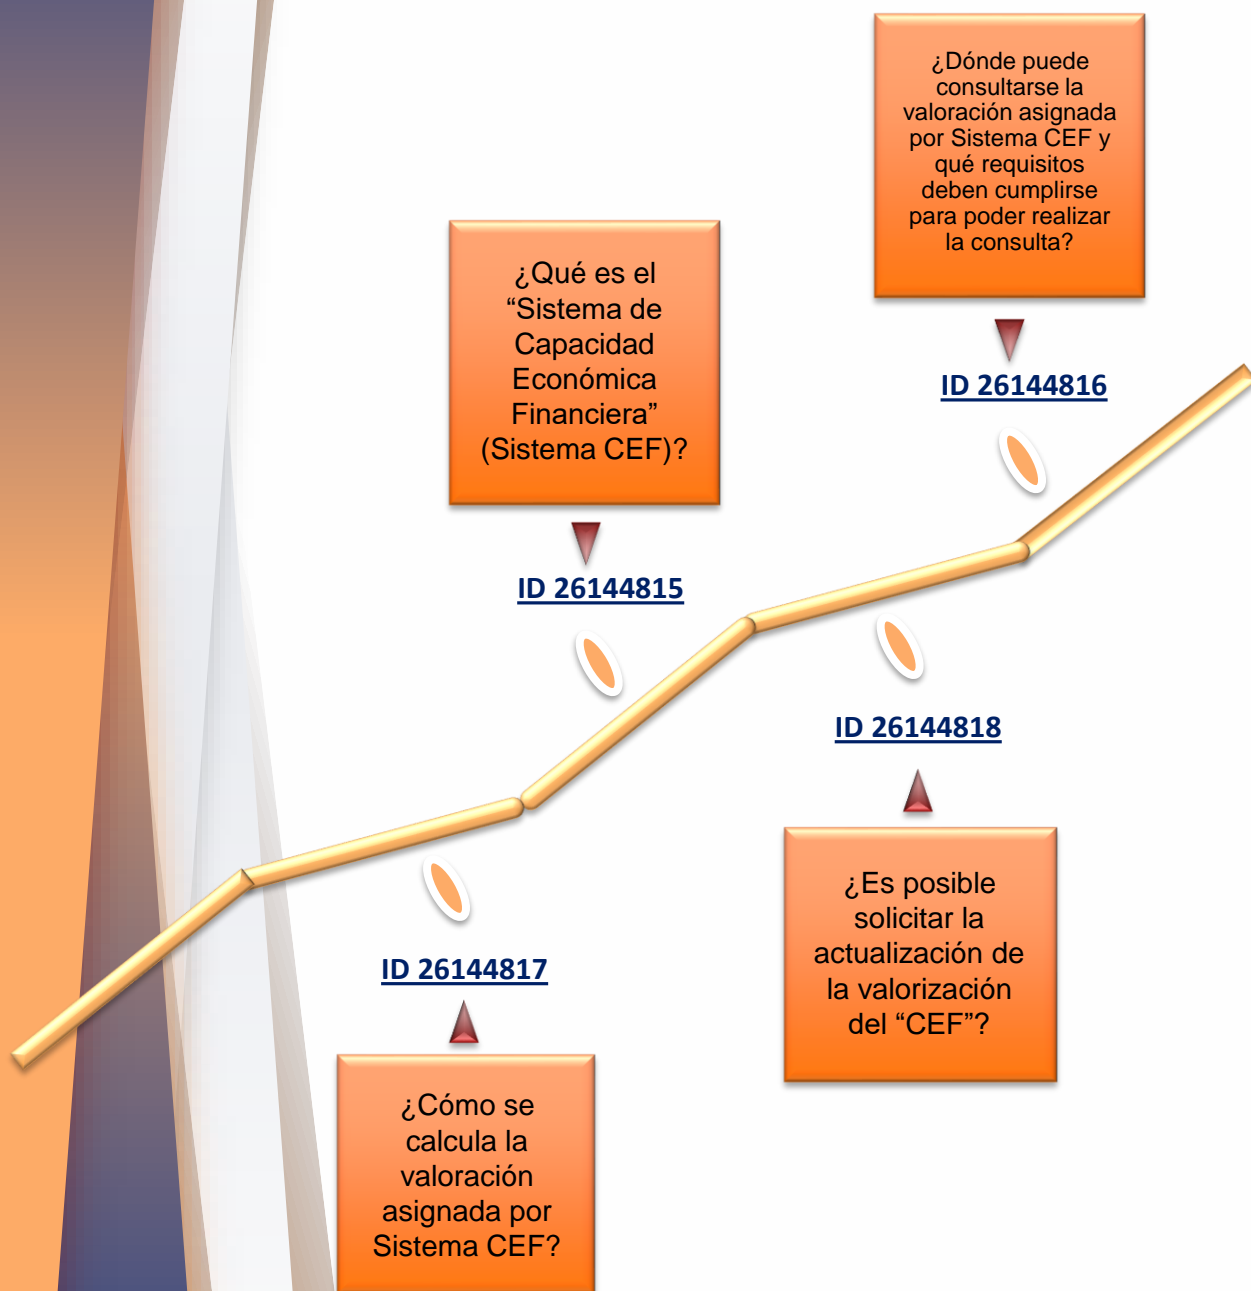 ¿Dónde puede
consultarse la
valoración asignada
por Sistema CEF y
qué requisitos
deben cumplirse
para poder realizar
la consulta?
ID 26144816
¿Qué es el
“Sistema de
Capacidad
Económica
Financiera”
(Sistema CEF)?
ID 26144815
ID 26144818
¿Es posible
solicitar la
actualización de
la valorización
del “CEF”?
ID 26144817
¿Cómo se
calcula la
valoración
asignada por
Sistema CEF?